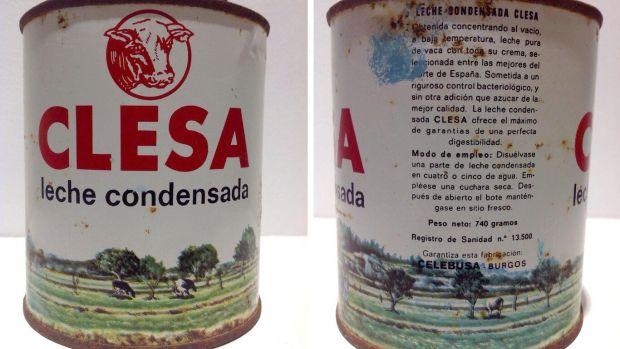 CLESA
leche condensada
LECHE CONDENSADA CLESA
Obtenida concentrando al vacío,
a baja temperatura, leche pura
de vaca con toda su crema, se-
leccionada entre las mejores del
Norte de España. Sometida a un
riguroso control bacteriológico, y
sin otra adición que azucar de la
mejor calidad. La leche conden-
sada CLESA ofrece el máximo
de garantías de una perfecta
digestibilidad.
Modo de empleo: Disuélvase
una parte de leche condensada
en cuatro o cinco de agua. Em-
pléese una cuchara seca. Des-
pués de abierto el bote mantén-
gase en sitio fresco.
Peso neto: 740 gramos
Registro de Sanidad n.° 13.500
Garantiza esta fabricación:
CELEBUSA - BURGOS
A
sada
C
lec